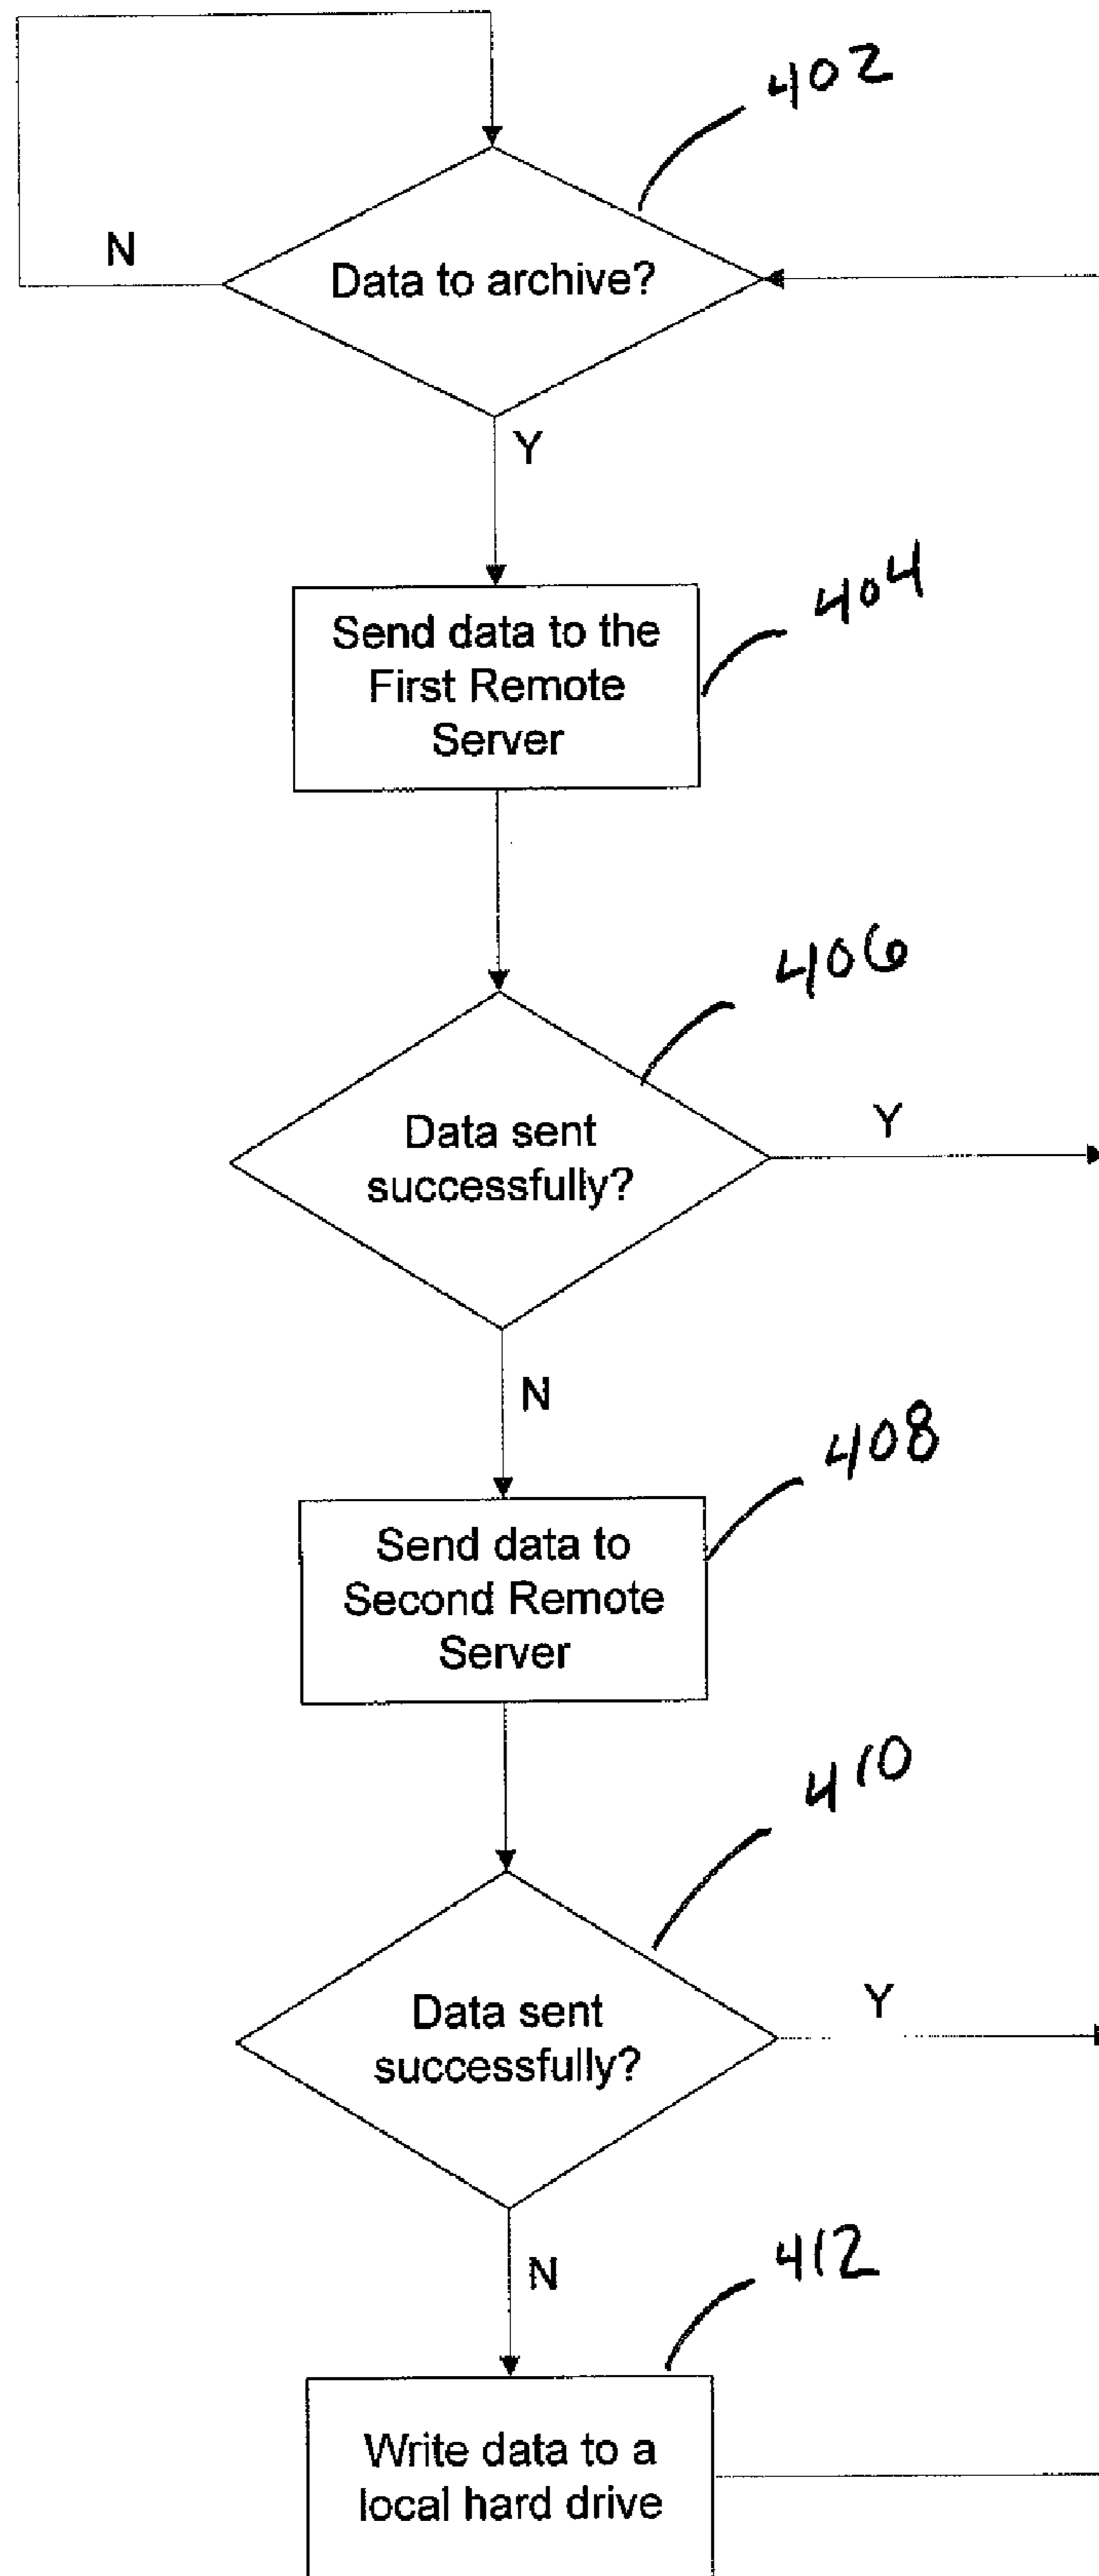 402
N
Data to archive?
Y
404
Send data to the
First Remote
Server
406
Data sent
successfully?
Y
N
408
Send data to
Second Remote
Server
410
Data sent
successfully?
Y
N
412
Write data to a
local hard drive